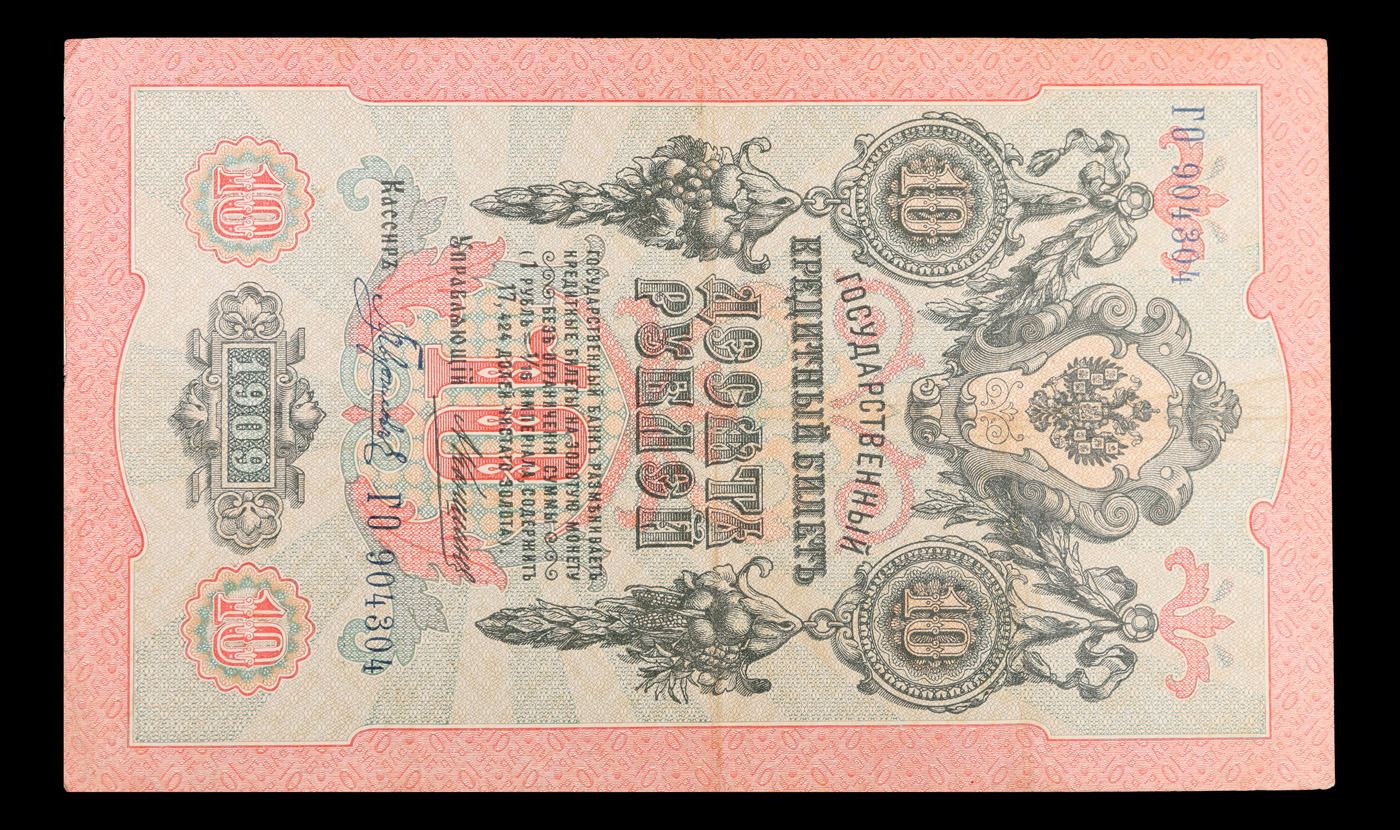 ГО 904304
10
10
ГОСУДАРСТВЕННЫЙ
КРЕДИТНЫЙ БИЛЕТЪ
ДЕСЯТЬ
РУБЛЕЙ
ГОСУДАРСТВЕННЫЙ БАНКЪ РАЗМѢНИВАЕТЪ
КРЕДИТНЫЕ БИЛЕТЫ НА ЗОЛОТУЮ МОНЕТУ
БЕЗЪ ОГРАНИЧЕНІЯ СУММЫ
(1 РУБЛЬ = 1/15 ИМПЕРІАЛА, СОДЕРЖИТЪ
17,424 ДОЛЕЙ ЧИСТАГО ЗОЛОТА).
10
Управляющій
Кассиръ
ГО 904304
10
1909
10